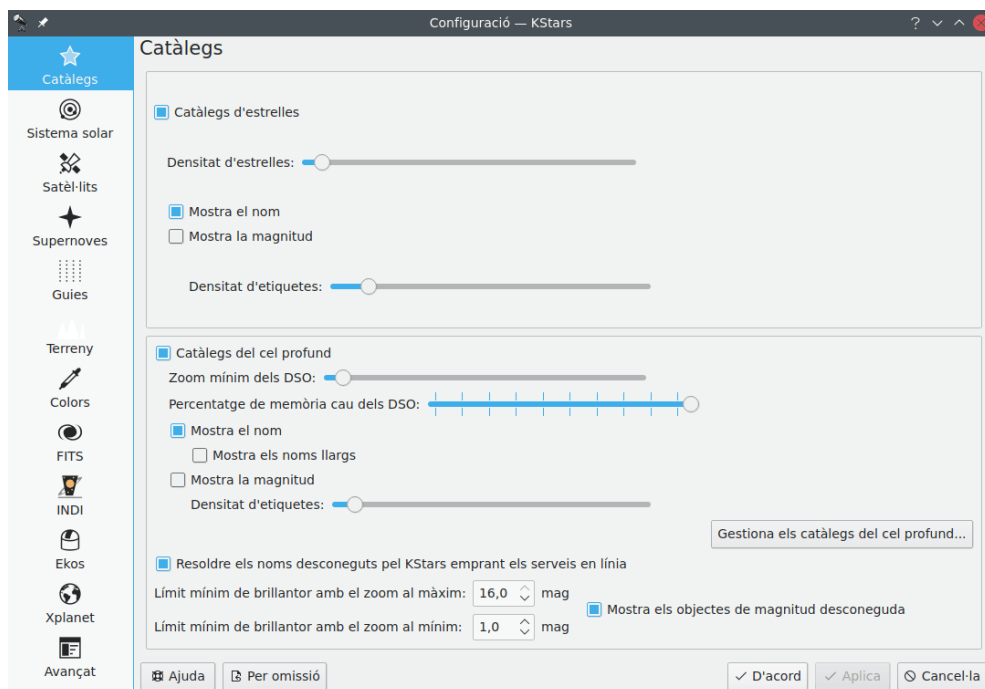 Configuració — KStars
Catàlegs
Sistema solar
Satèl·lits
Supernoves
Guies
Terreny
Colors
FITS
INDI
Ekos
Xplanet
Avançat
Catàlegs
Catàlegs d'estrelles
Densitat d'estrelles:
Mostra el nom
Mostra la magnitud
Densitat d'etiquetes:
Catàlegs del cel profund
Zoom mínim dels DSO:
Percentatge de memòria cau dels DSO:
Mostra el nom
Mostra els noms llargs
Mostra la magnitud
Densitat d'etiquetes:
Gestiona els catàlegs del cel profund...
Resoldre els noms desconeguts pel KStars emprant els serveis en línia
Límit mínim de brillantor amb el zoom al màxim: 16,0 mag
Mostra els objectes de magnitud desconeguda
Límit mínim de brillantor amb el zoom al mínim: 1,0 mag
Ajuda Per omissió D'acord Aplica Cancel·la